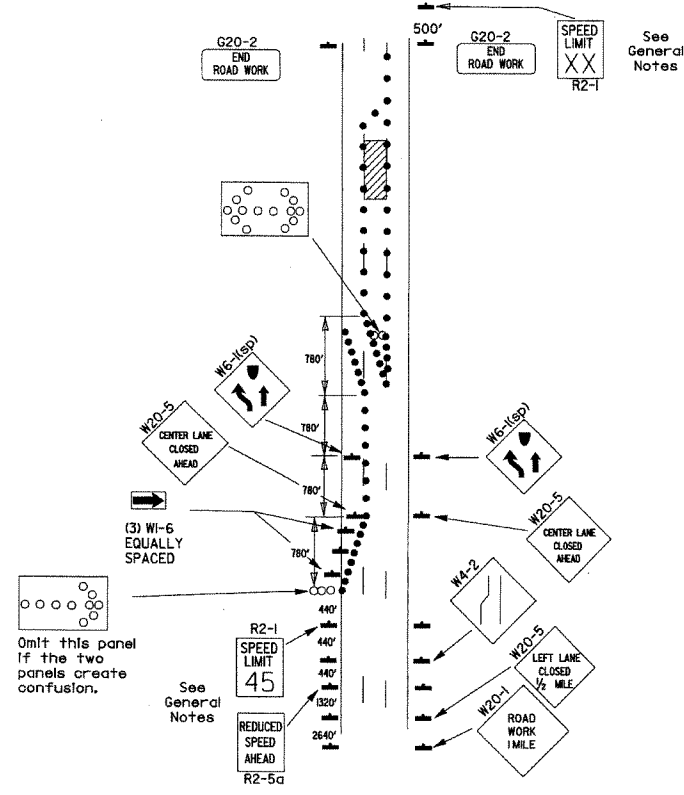 500'
SPEED
LIMIT
XX
R2-1
See
General
Notes
G20-2
END
ROAD WORK
G20-2
END
ROAD WORK
780'
W6-1(sp)
W20-5
CENTER LANE
CLOSED
AHEAD
780'
W6-1(sp)
780'
W20-5
CENTER LANE
CLOSED
AHEAD
(3) W1-6
EQUALLY
SPACED
780'
W4-2
Omit this panel
if the two
panels create
confusion.
440'
R2-1
SPEED
LIMIT
45
440'
440'
See
General
Notes
1320'
W20-5
LEFT LANE
CLOSED
1/2 MILE
REDUCED
SPEED
AHEAD
R2-5a
2640'
W20-1
ROAD
WORK
1 MILE